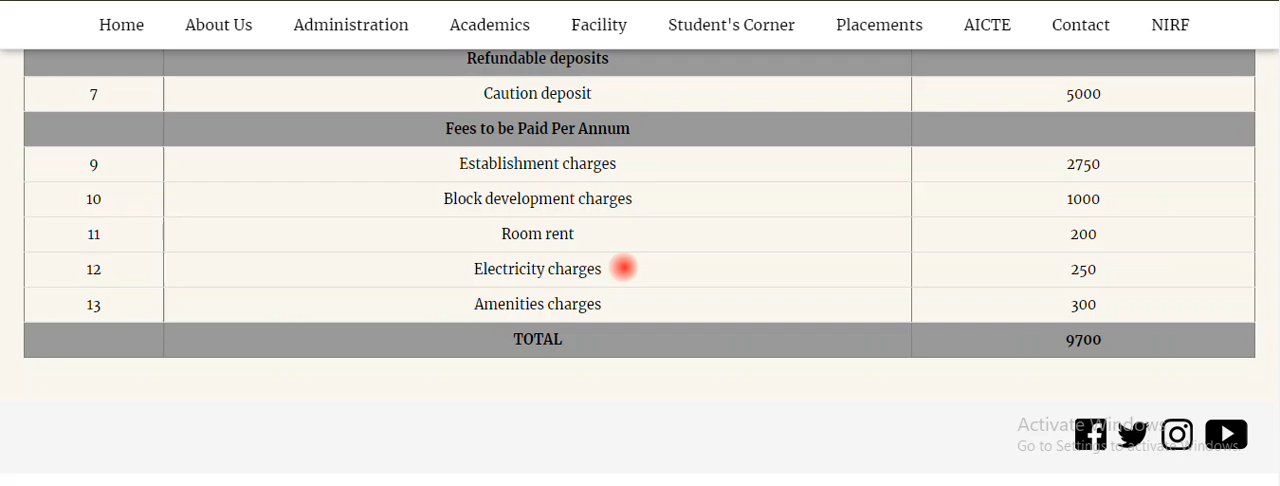 Home About Us Administration Academics Facility Student's Corner Placements AICTE Contact NIRF
Refundable deposits
7 Caution deposit 5000
Fees to be Paid Per Annum
9 Establishment charges 2750
10 Block development charges 1000
11 Room rent 200
12 Electricity charges 250
13 Amenities charges 300
TOTAL 9700
Activate Windows
Go to Settings to activate Windows.